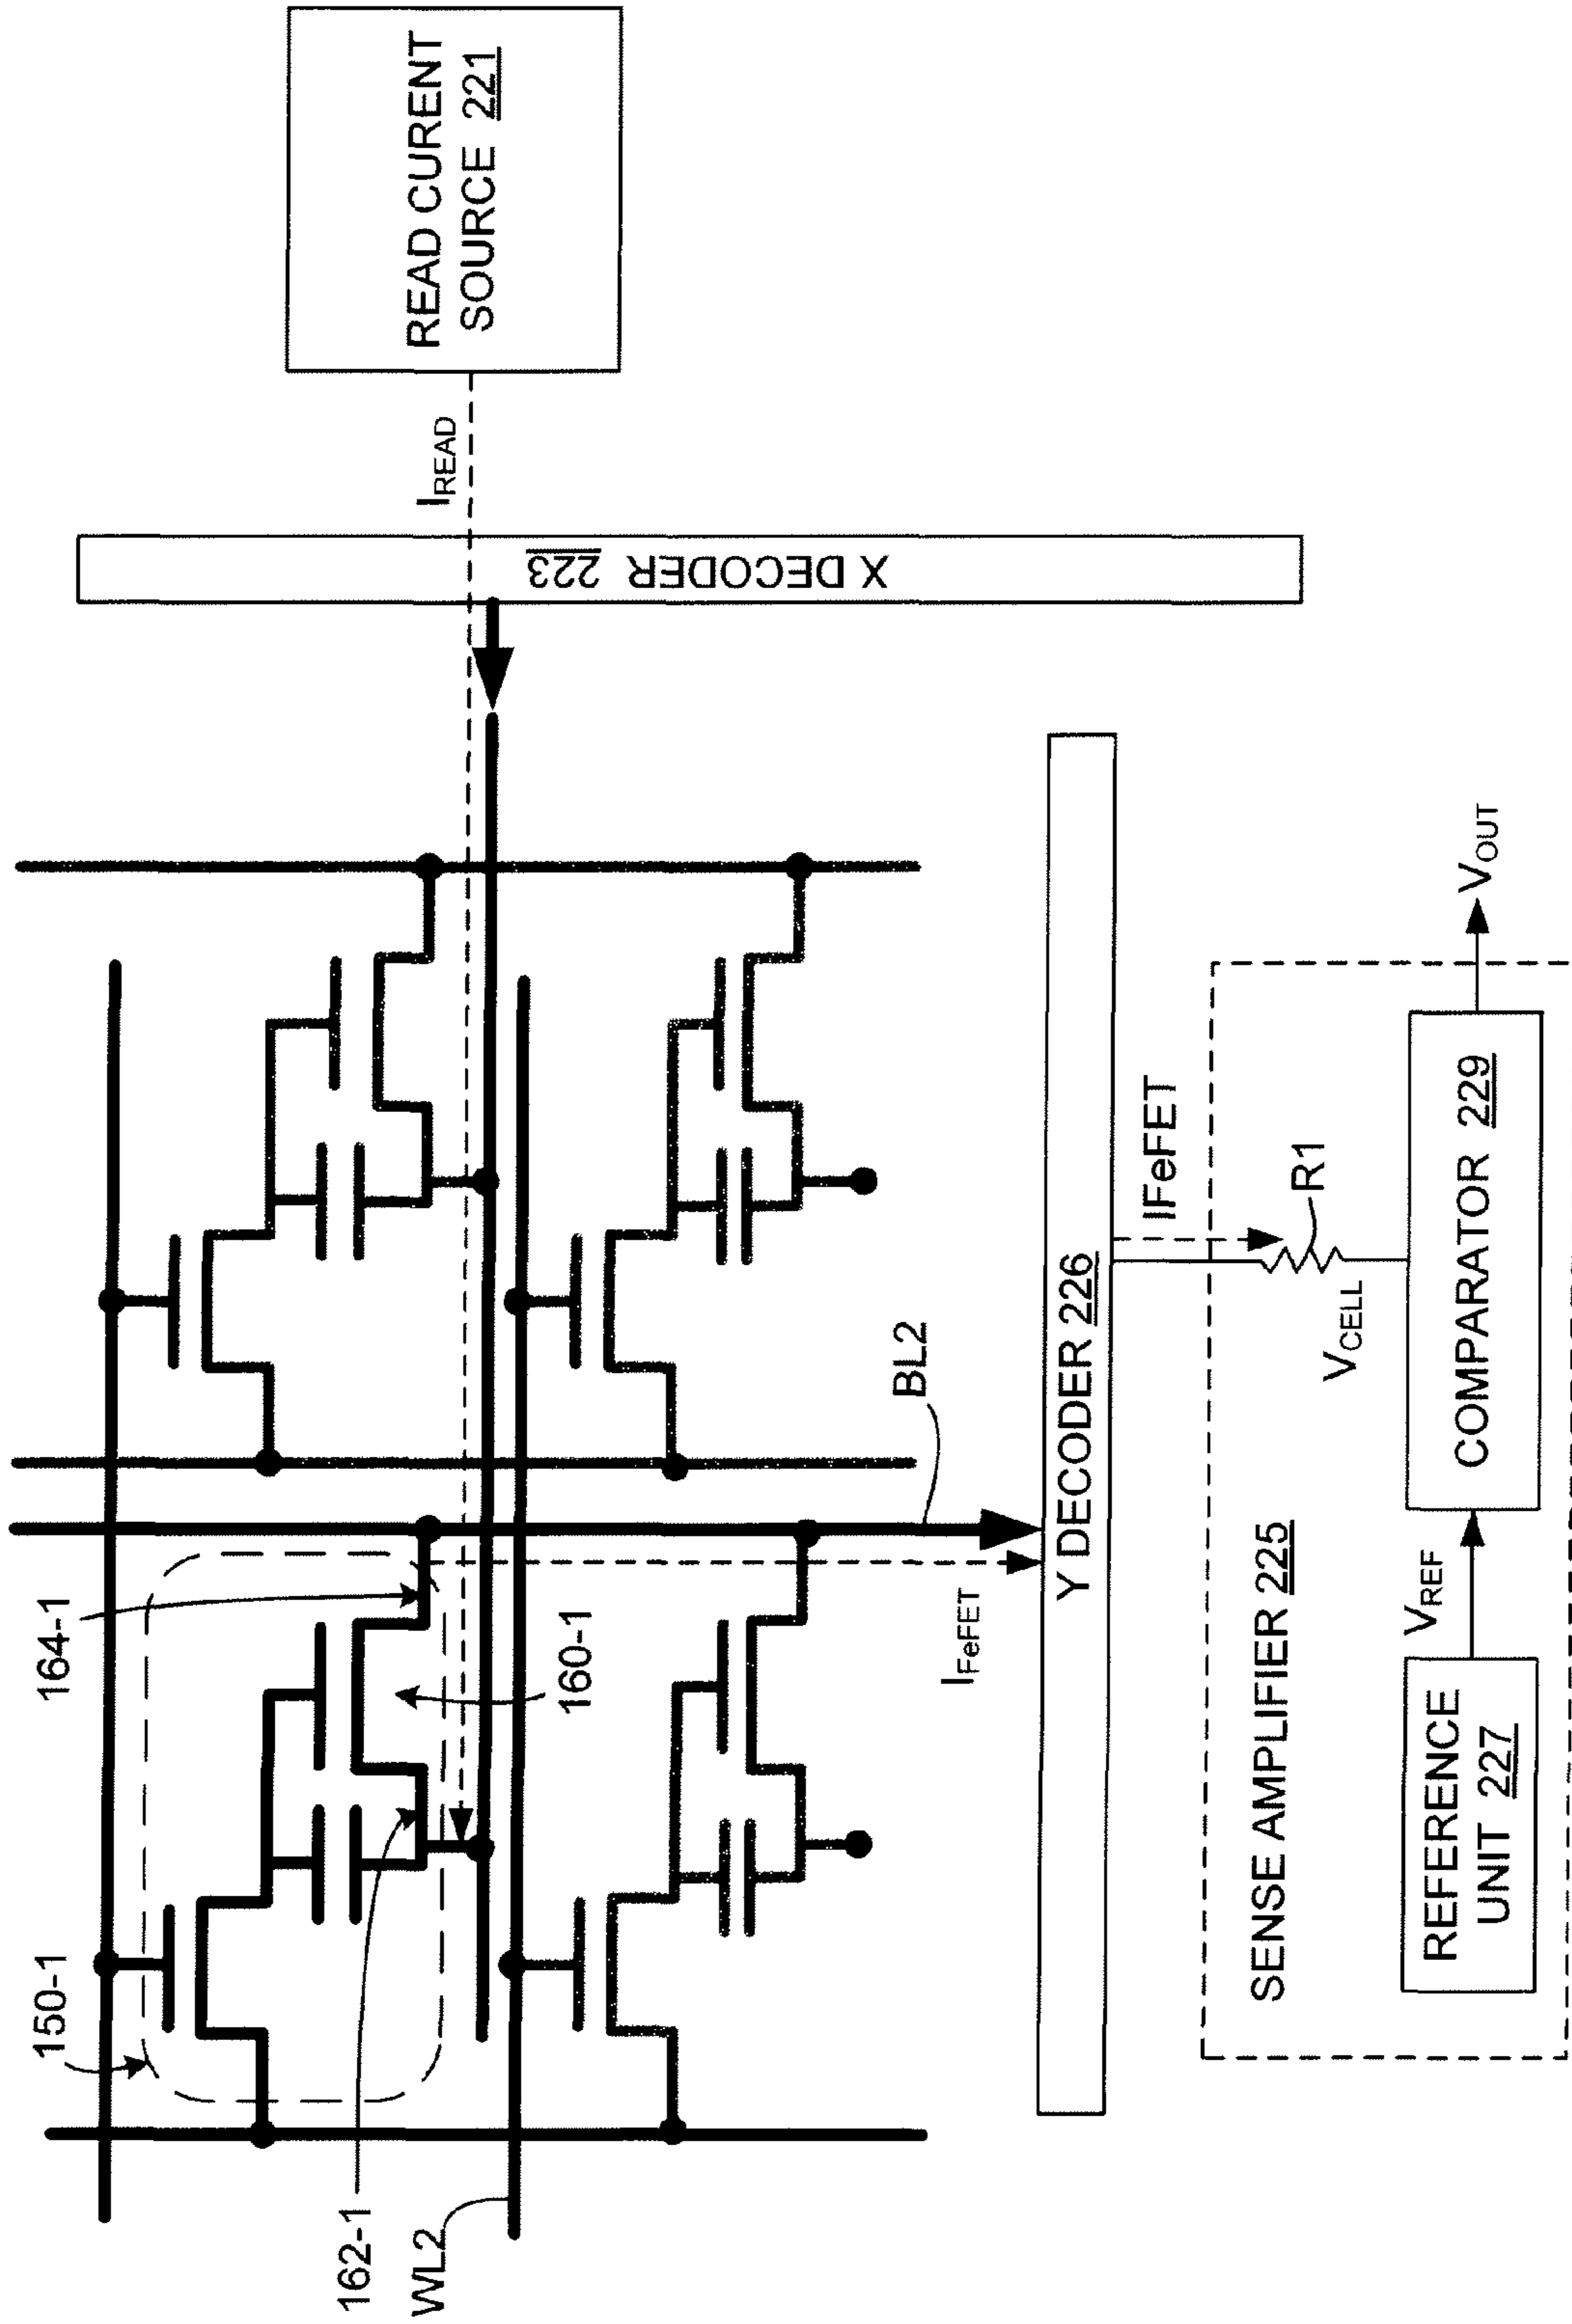 150-1
162-1
WL2
164-1
160-1
READ CURENT
SOURCE 221
IREAD
X DECODER 223
BL2
IFeFET
Y DECODER 226
IFeFET
SENSE AMPLIFIER 225
R1
VCELL
REFERENCE
UNIT 227
VREF
COMPARATOR 229
VOUT